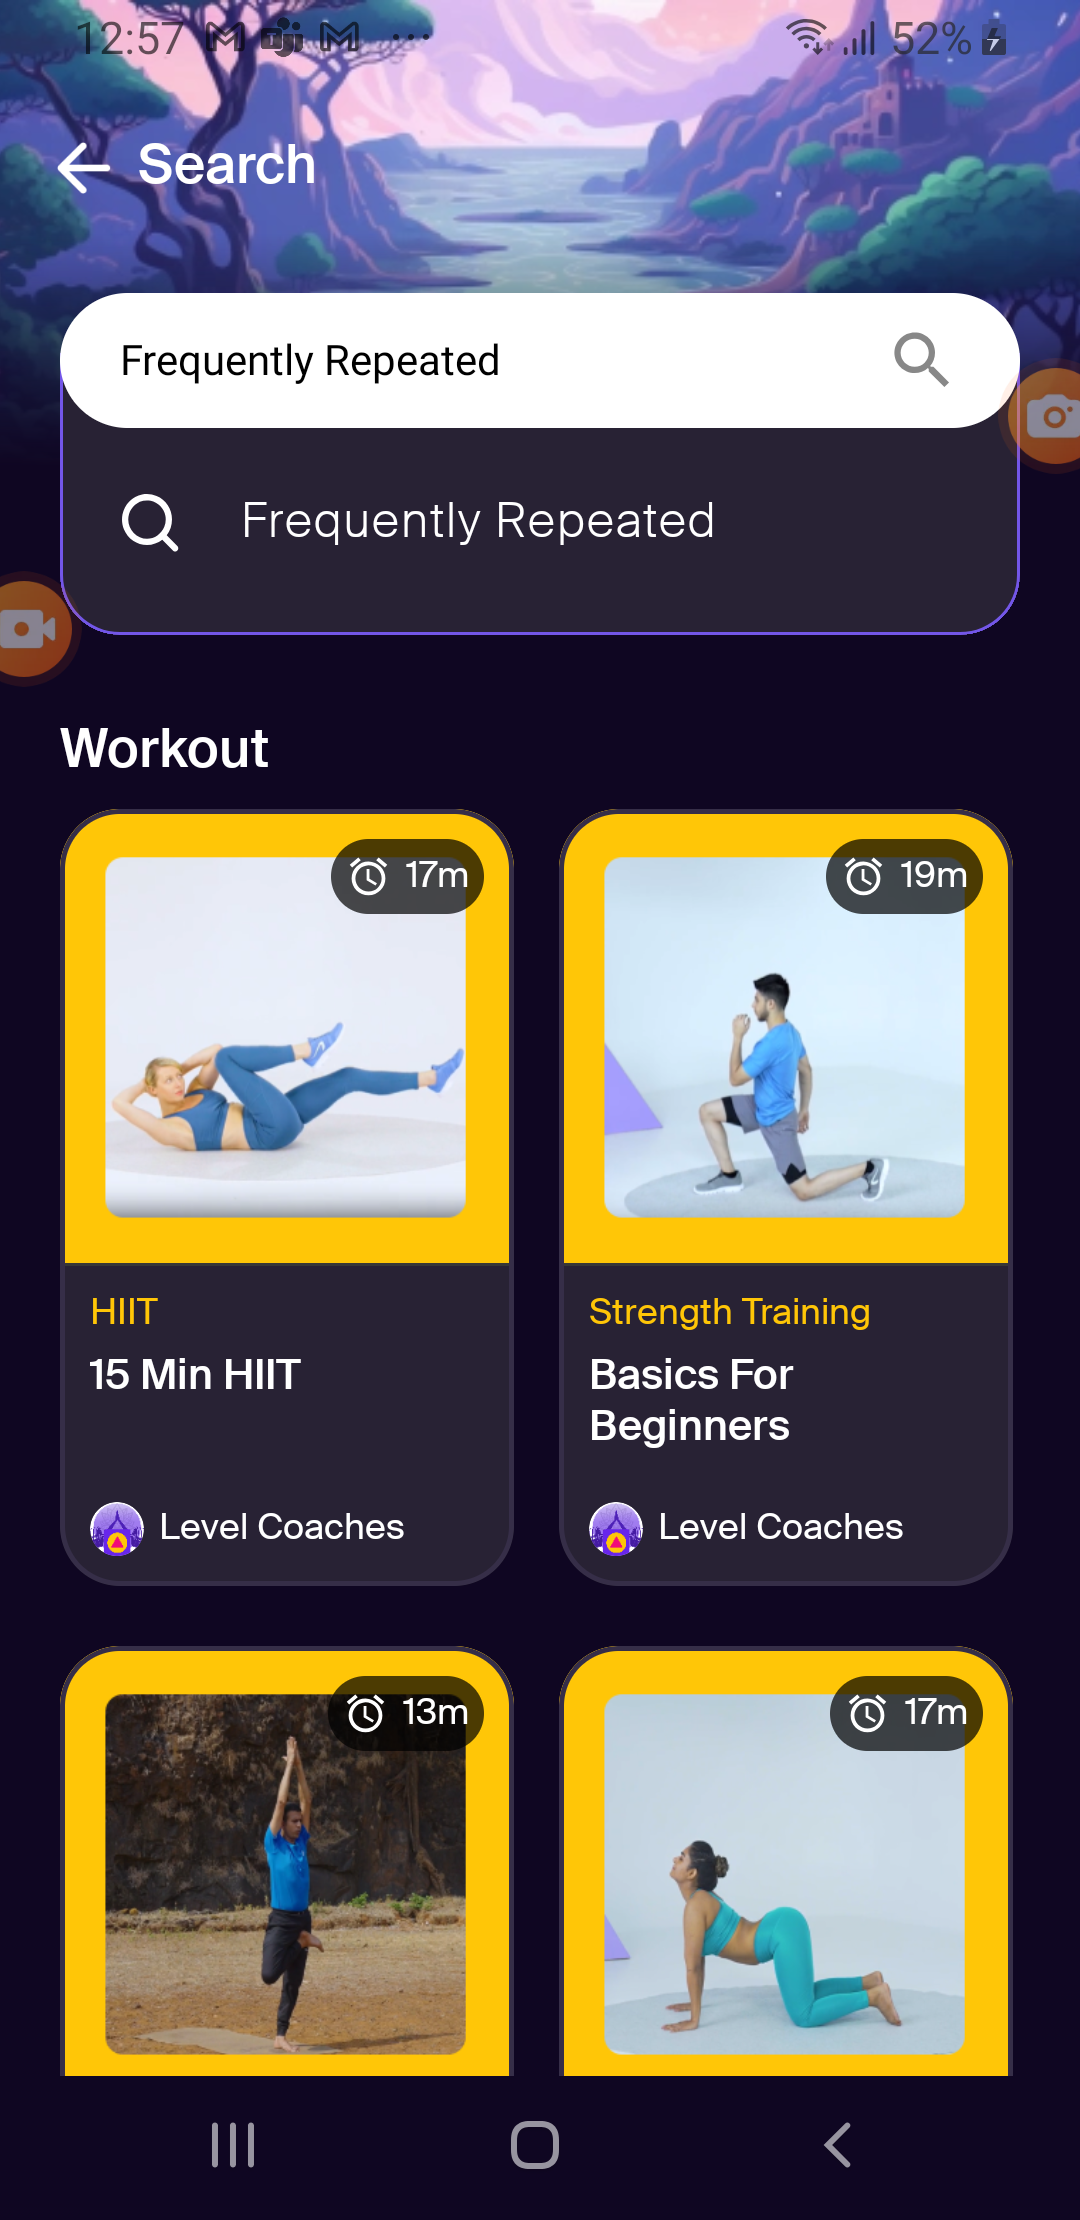 12:57
52%
Search
Frequently Repeated
Frequently Repeated
Workout
17m
19m
HIIT
15 Min HIIT
Level Coaches
Strength Training
Basics For
Beginners
Level Coaches
13m
17m